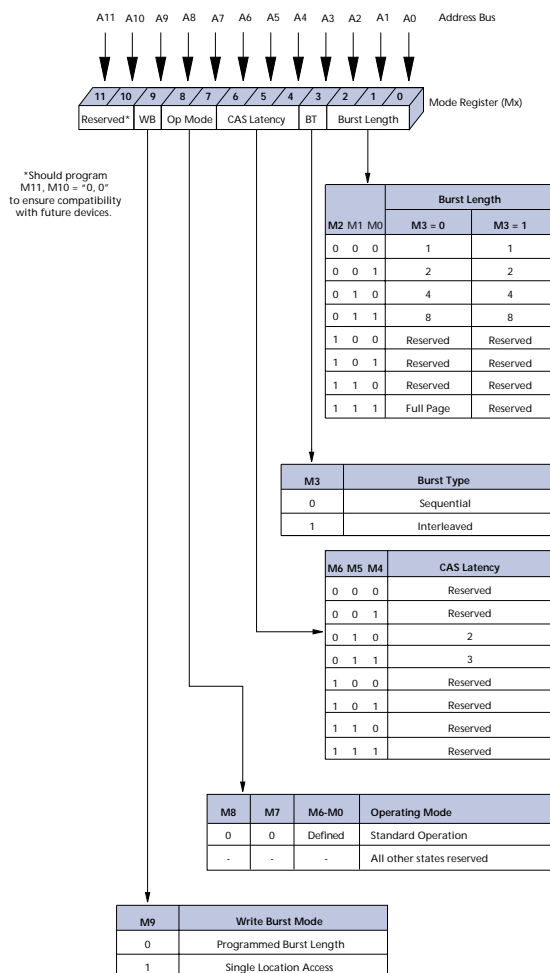 A11 A10 A9 A8 A7 A6 A5 A4 A3 A2 A1 A0 Address Bus
11 10 9 8 7 6 5 4 3 2 1 0
Mode Register (Mx)
Reserved* WB Op Mode CAS Latency BT Burst Length
*Should program
M11, M10 = "0, 0"
to ensure compatibility
with future devices.
Burst Length
M2 M1 M0 M3 = 0 M3 = 1
0 0 0 1 1
0 0 1 2 2
0 1 0 4 4
0 1 1 8 8
1 0 0 Reserved Reserved
1 0 1 Reserved Reserved
1 1 0 Reserved Reserved
1 1 1 Full Page Reserved
M3 Burst Type
0 Sequential
1 Interleaved
M6 M5 M4 CAS Latency
0 0 0 Reserved
0 0 1 Reserved
0 1 0 2
0 1 1 3
1 0 0 Reserved
1 0 1 Reserved
1 1 0 Reserved
1 1 1 Reserved
M8 M7 M6-M0 Operating Mode
0 0 Defined Standard Operation
- - - All other states reserved
M9 Write Burst Mode
0 Programmed Burst Length
1 Single Location Access